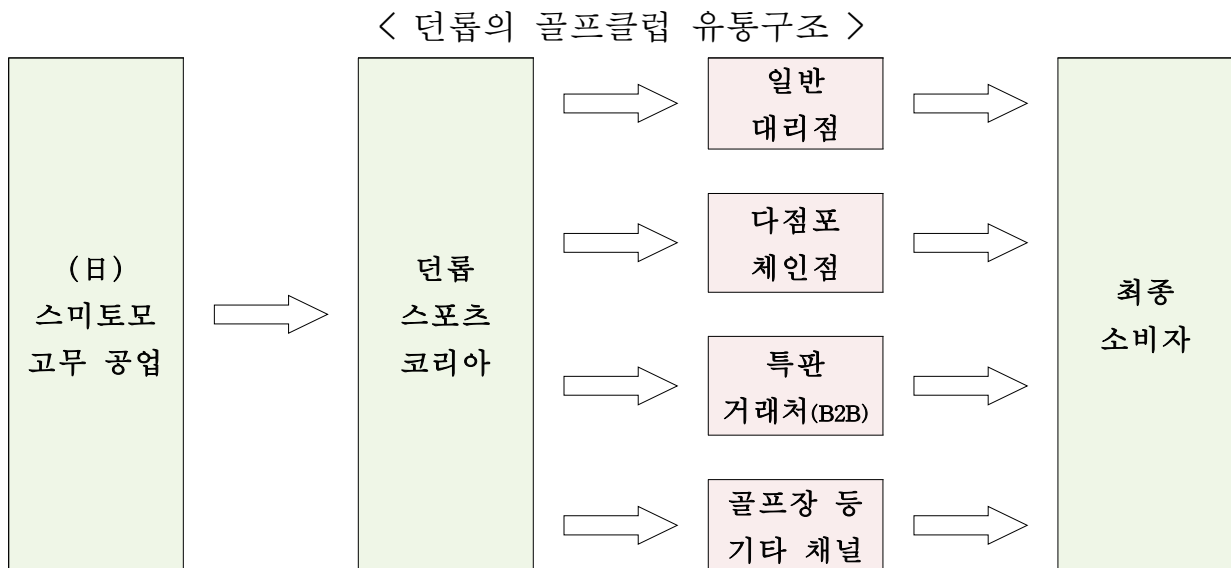 < 던롭의 골프클럽 유통구조 >
(日)
스미토모
고무 공업
던롭
스포츠
코리아
일반
대리점
다점포
체인점
특판
거래처(B2B)
골프장 등
기타 채널
최종
소비자